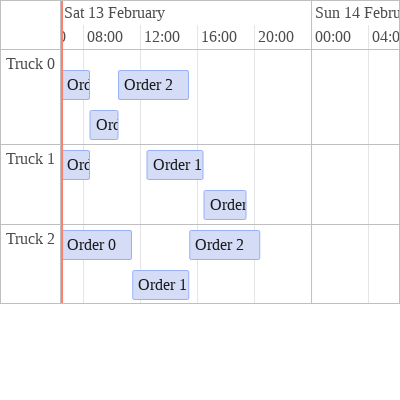 Sat 13 February Sun 14 Febru
08:00 12:00 16:00 20:00 00:00 04:0
Truck 0
Ord Order 2
Ord
Truck 1
Ord Order 1
Order
Truck 2
Order 0 Order 2
Order 1